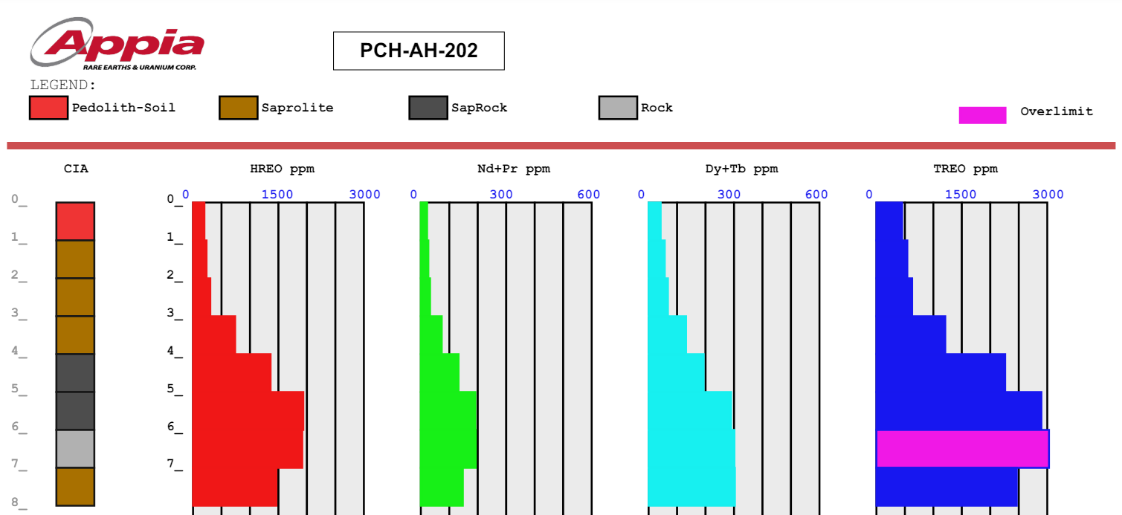 Appia
RARE EARTHS & URANIUM CORP.
PCH-AH-202
LEGEND:
Pedolith-Soil Saprolite SapRock Rock Overlimit
CIA HREO ppm Nd+Pr ppm Dy+Tb ppm TREO ppm
0 1500 3000 0 300 600 0 300 600 0 1500 3000
0_ 0_
1_ 1_
2_ 2_
3_ 3_
4_ 4_
5_ 5_
6_ 6_
7_ 7_
8_